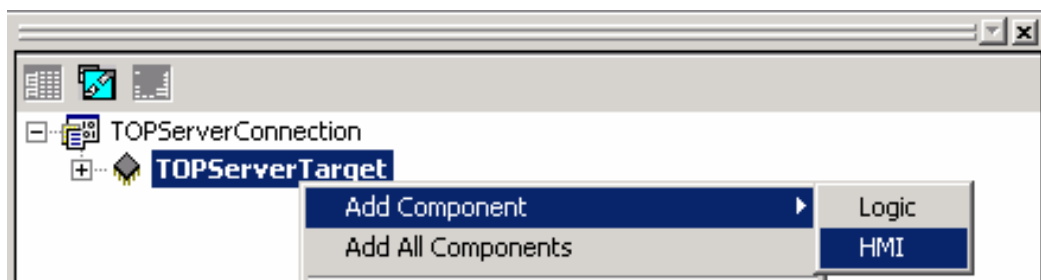 TOPServerConnection
TOPServerTarget
Add Component
Logic
Add All Components
HMI